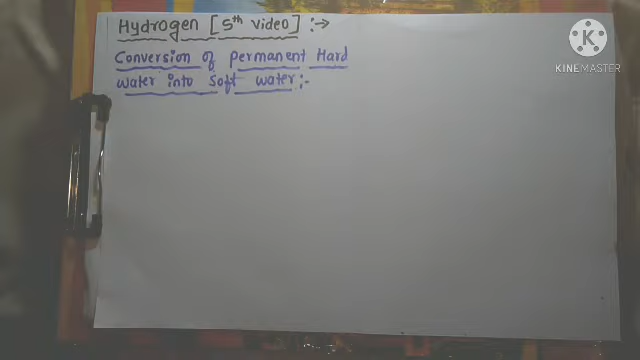 Hydrogen [5th video] :→
Conversion of permanent Hard
water into soft water :-
KINEMASTER